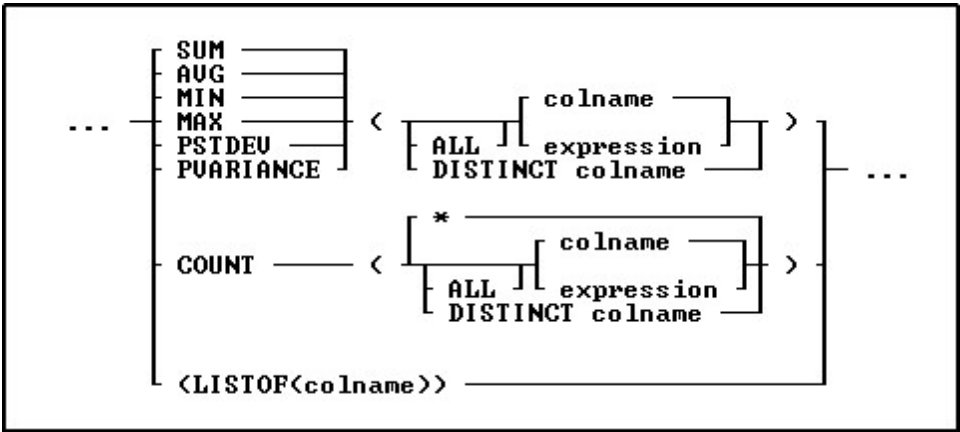 SUM
AVG
MIN
colname
... MAX ( )
PSTDEV ALL expression
PVARIANCE DISTINCT colname ...
*
colname
COUNT ( )
ALL expression
DISTINCT colname
(LISTOF(colname))